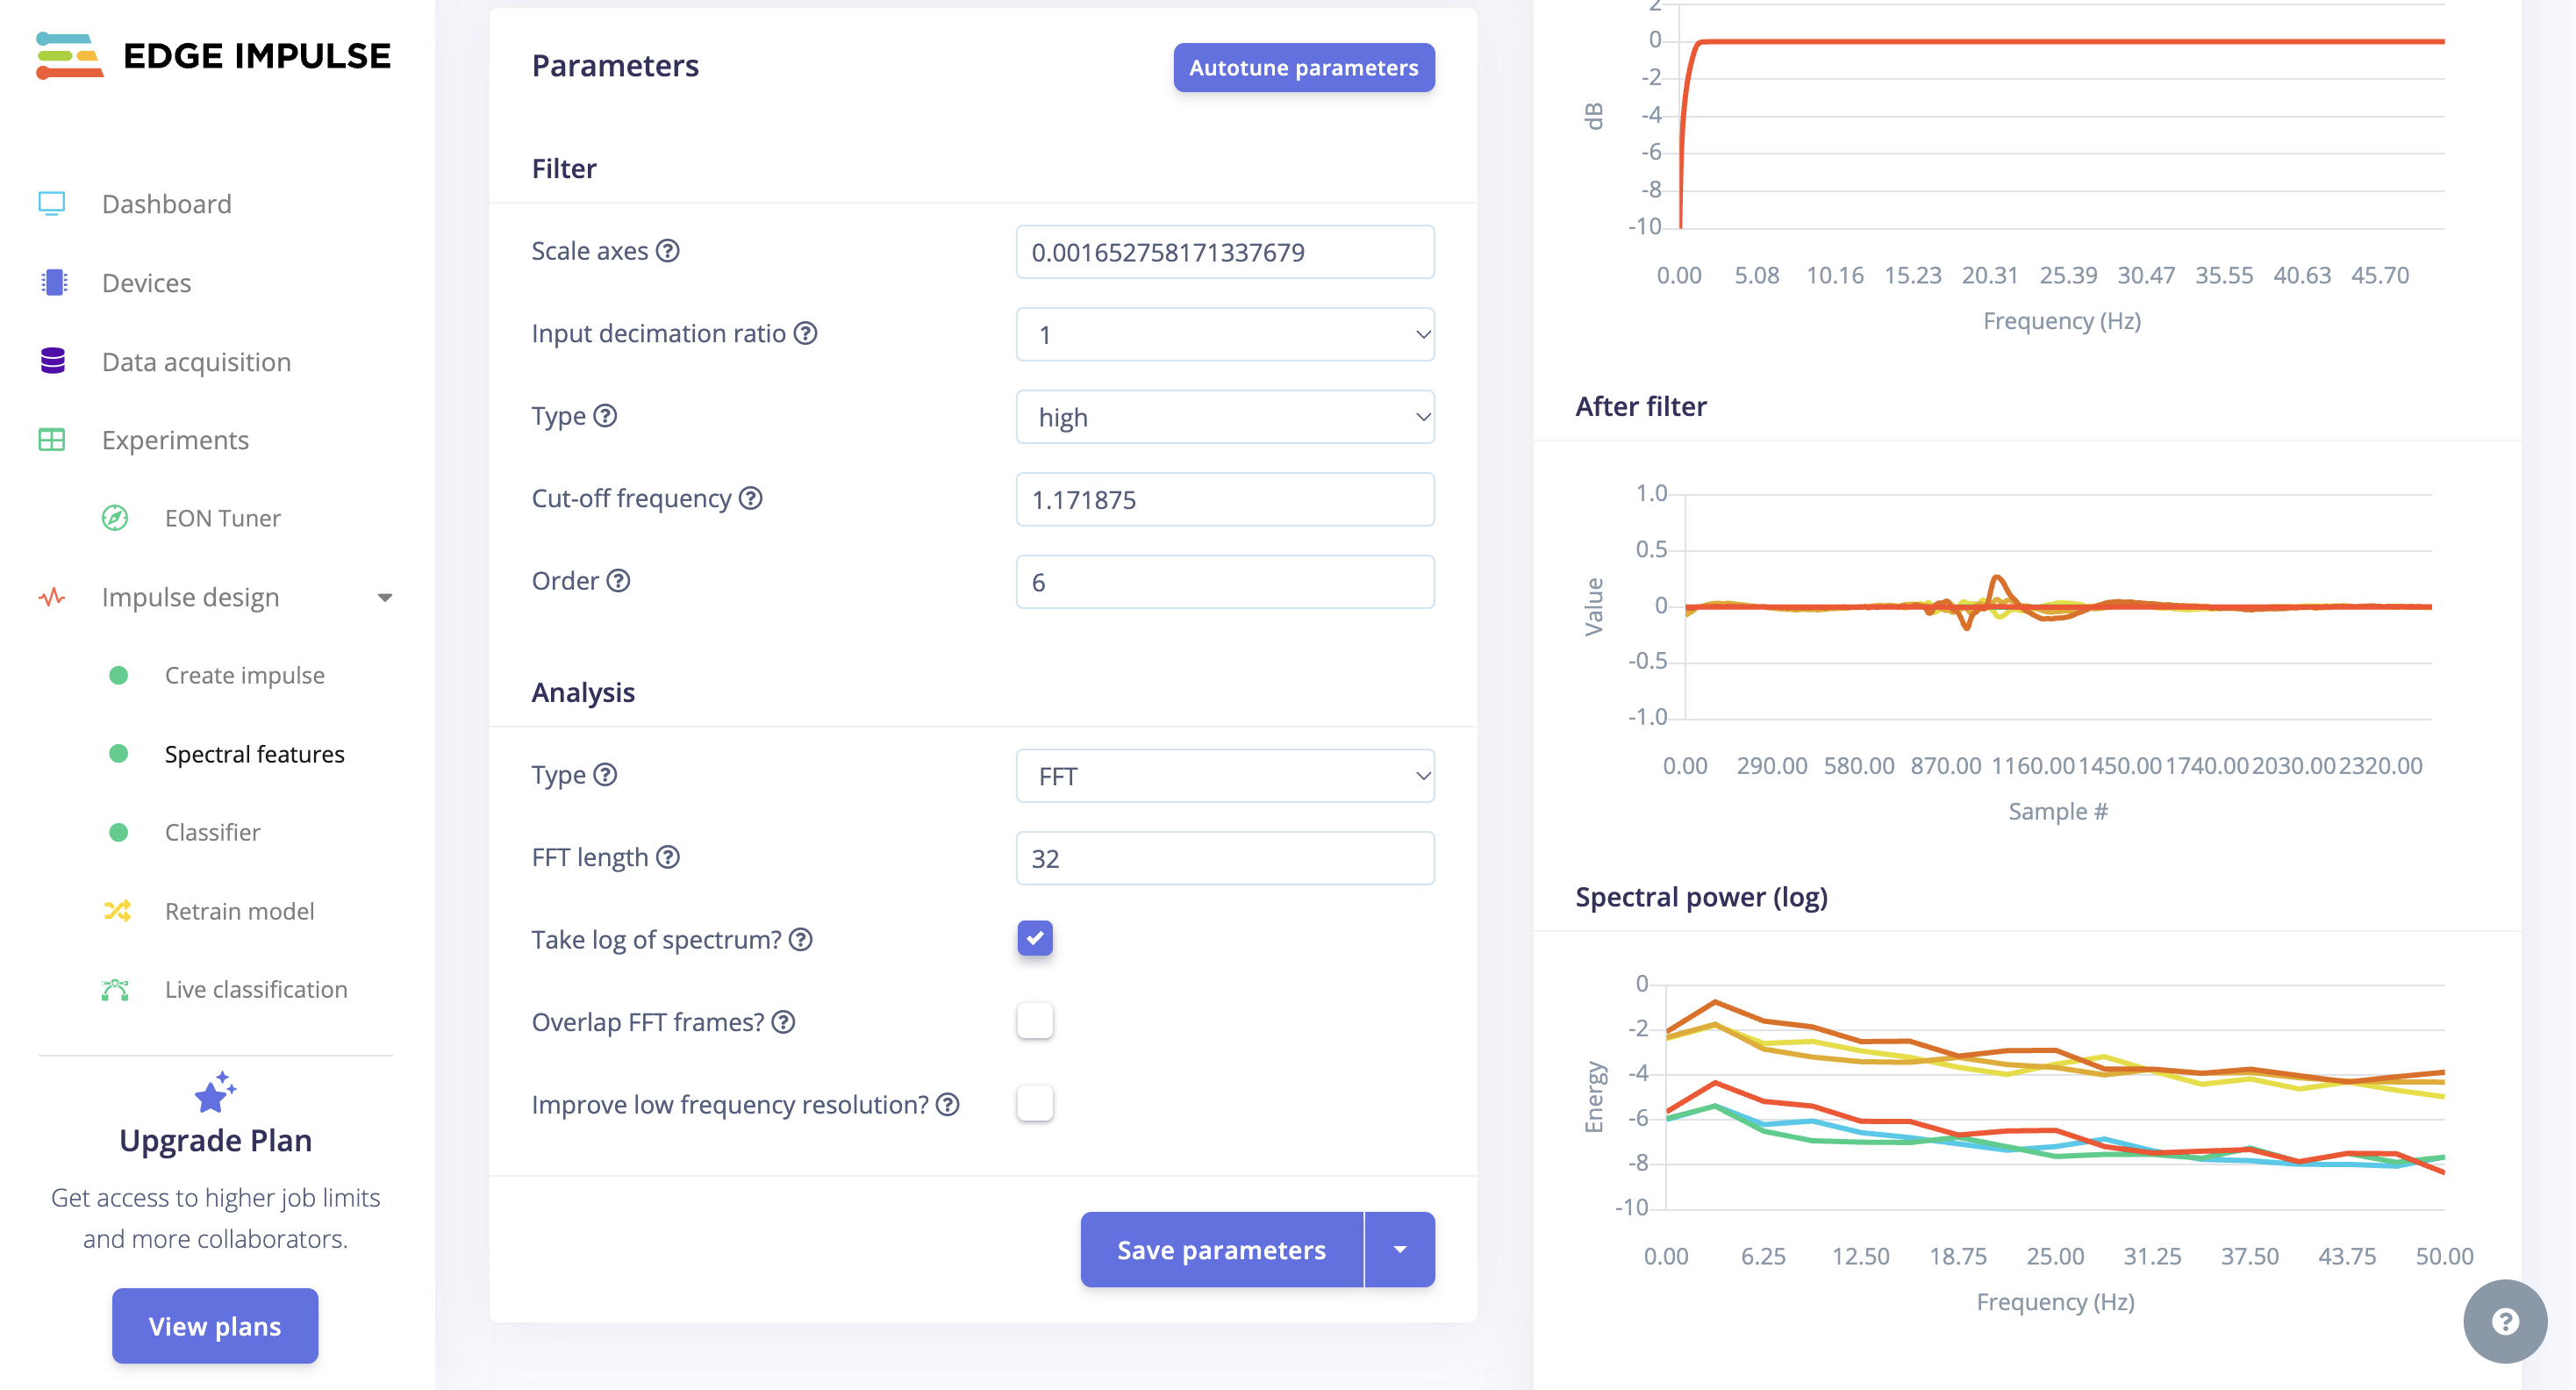 EDGE IMPULSE
Dashboard
Devices
Data acquisition
Experiments
EON Tuner
Impulse design
Create impulse
Spectral features
Classifier
Retrain model
Live classification
Upgrade Plan
Get access to higher job limits
and more collaborators.
View plans
Parameters
Autotune parameters
Filter
Scale axes ? 0.001652758171337679
Input decimation ratio ? 1
Type ? high
Cut-off frequency ? 1.171875
Order ? 6
Analysis
Type ? FFT
FFT length ? 32
Take log of spectrum? ?
Overlap FFT frames? ?
Improve low frequency resolution? ?
Save parameters
2
0
-2
-4
-6
-8
-10
dB
0.00 5.08 10.16 15.23 20.31 25.39 30.47 35.55 40.63 45.70
Frequency (Hz)
After filter
1.0
0.5
0
-0.5
-1.0
Value
0.00 290.00 580.00 870.00 1160.00 1450.00 1740.00 2030.00 2320.00
Sample #
Spectral power (log)
0
-2
-4
-6
-8
-10
Energy
0.00 6.25 12.50 18.75 25.00 31.25 37.50 43.75 50.00
Frequency (Hz)
?